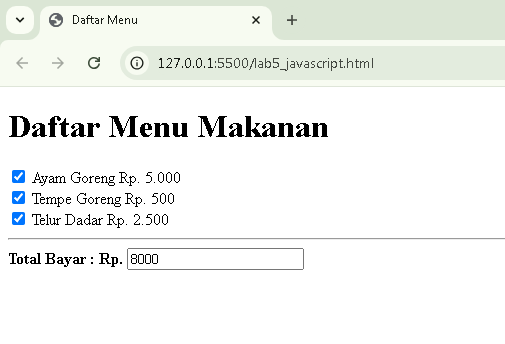 Daftar Menu
127.0.0.1:5500/lab5_javascript.html
Daftar Menu Makanan
Ayam Goreng Rp. 5.000
Tempe Goreng Rp. 500
Telur Dadar Rp. 2.500
Total Bayar : Rp. 8000